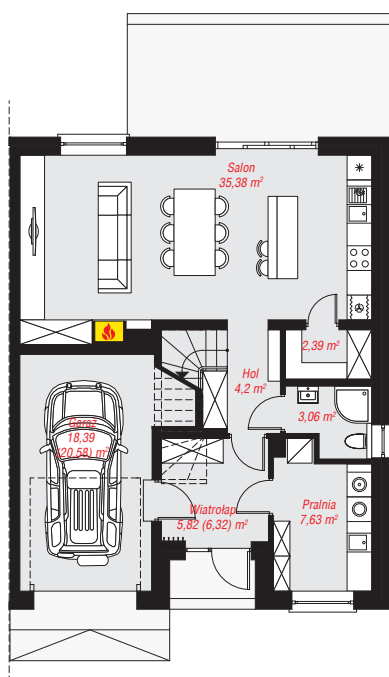 Salon
35,38 m²
2,39 m²
Hol
4,2 m²
3,06 m²
Garaż
18,39
(20,58) m²
Wiatrołap
5,82 (6,32) m²
Pralnia
7,63 m²